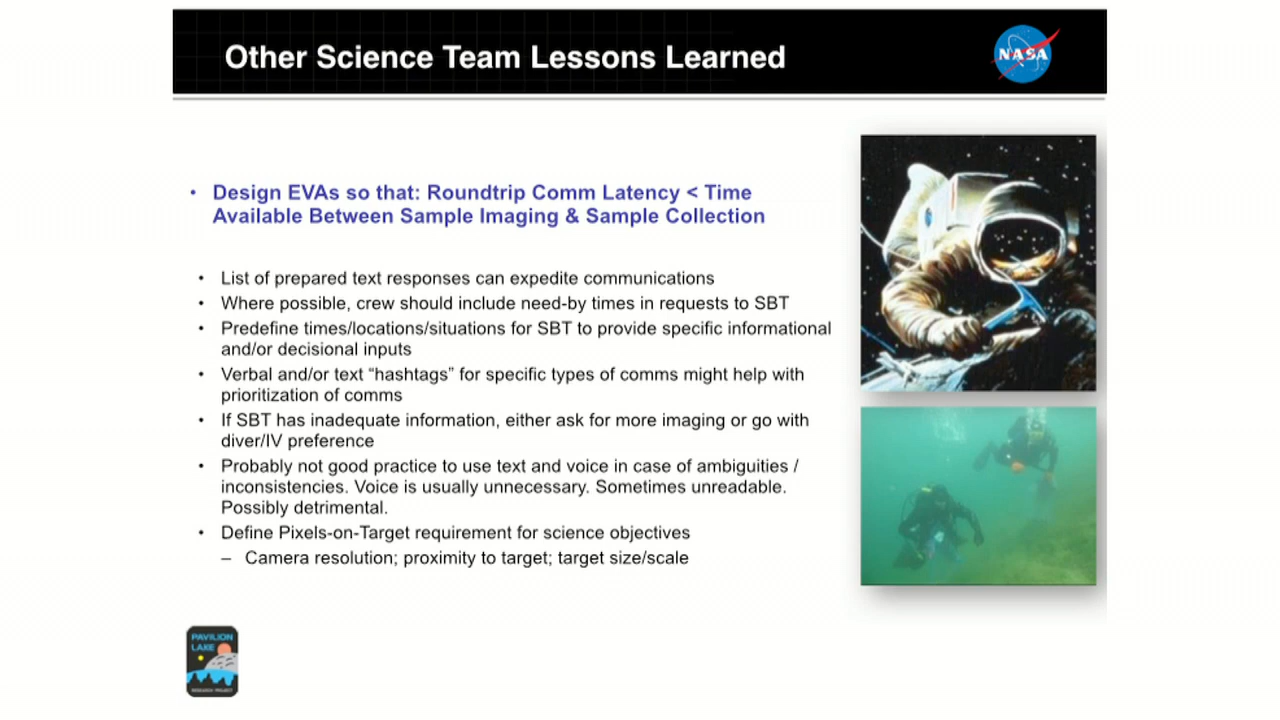 Other Science Team Lessons Learned
NASA
• Design EVAs so that: Roundtrip Comm Latency < Time
Available Between Sample Imaging & Sample Collection
• List of prepared text responses can expedite communications
• Where possible, crew should include need-by times in requests to SBT
• Predefine times/locations/situations for SBT to provide specific informational
and/or decisional inputs
• Verbal and/or text “hashtags” for specific types of comms might help with
prioritization of comms
• If SBT has inadequate information, either ask for more imaging or go with
diver/IV preference
• Probably not good practice to use text and voice in case of ambiguities /
inconsistencies. Voice is usually unnecessary. Sometimes unreadable.
Possibly detrimental.
• Define Pixels-on-Target requirement for science objectives
– Camera resolution; proximity to target; target size/scale
PAVILION
LAKE
RESEARCH PROJECT